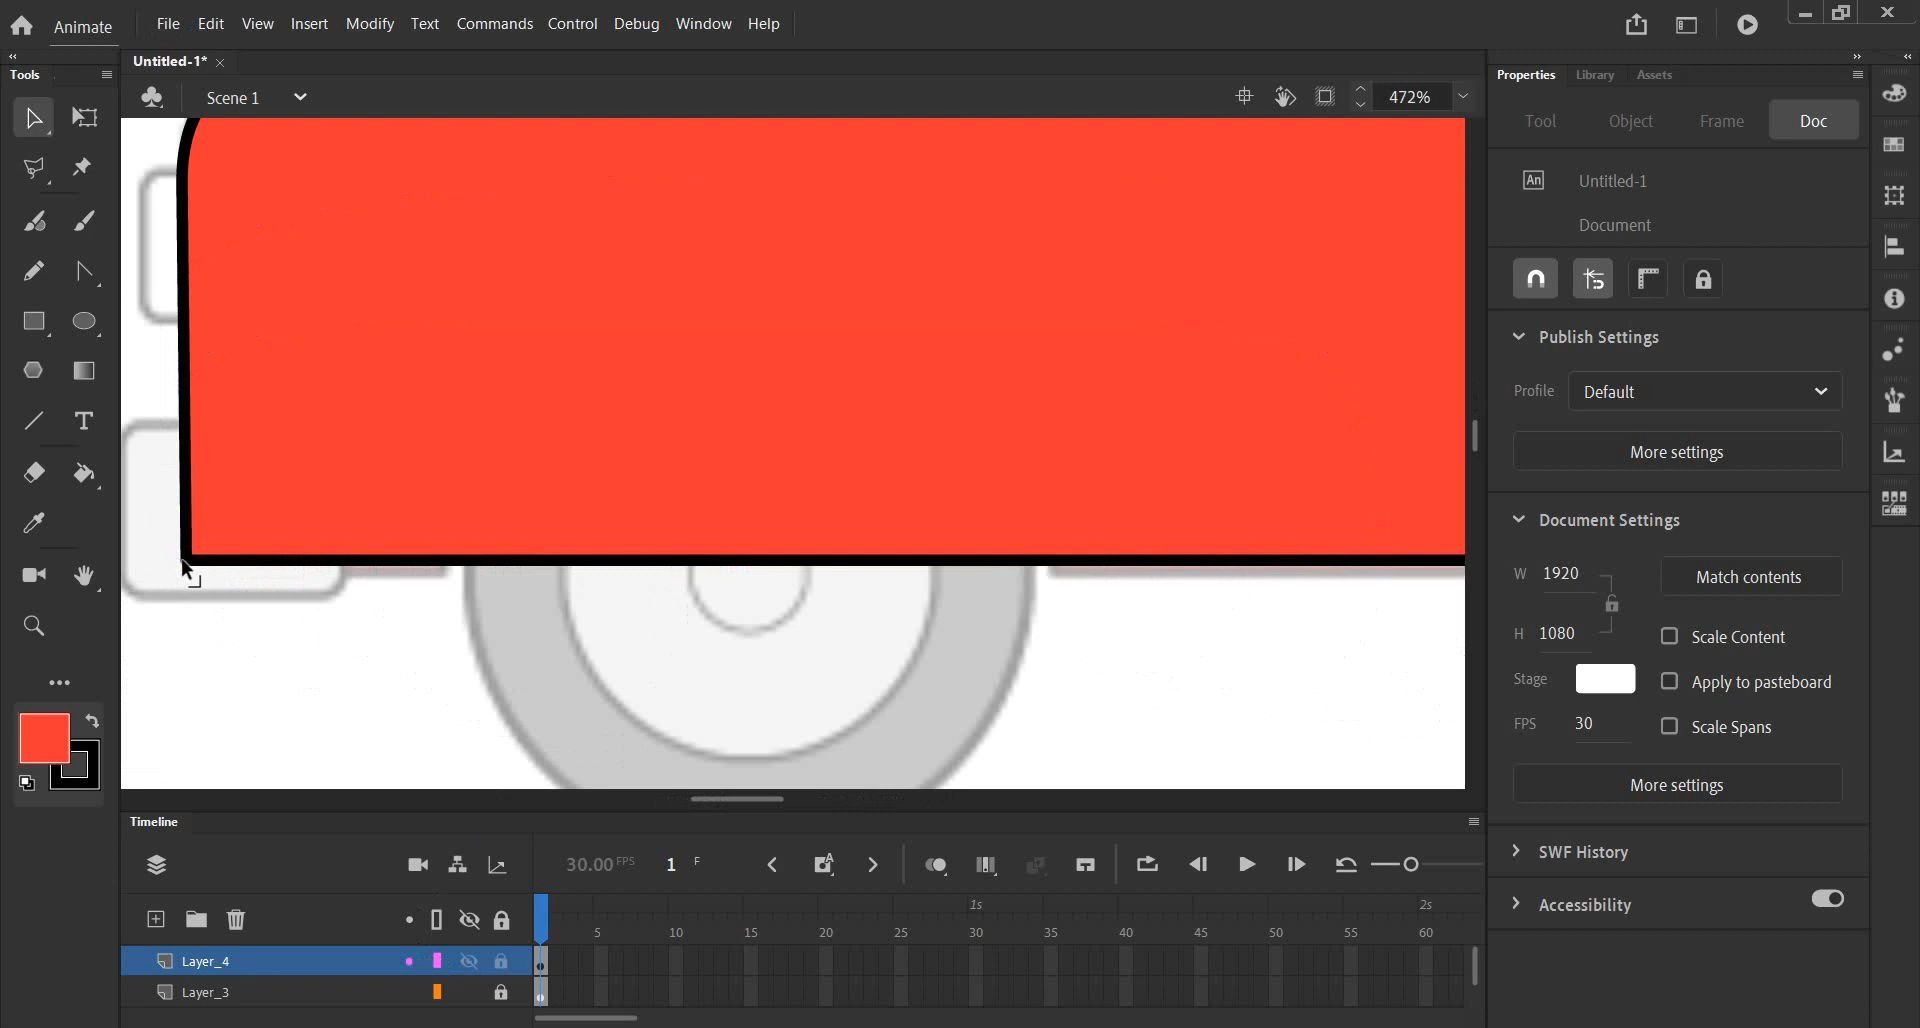 Animate File Edit View Insert Modify Text Commands Control Debug Window Help
Tools
Untitled-1*
Scene 1
472%
Properties Library Assets
Tool Object Frame Doc
An Untitled-1
Document
Publish Settings
Profile Default
More settings
Document Settings
W 1920
Match contents
H 1080
Scale Content
Stage
Apply to pasteboard
FPS 30
Scale Spans
More settings
SWF History
Accessibility
T
Timeline
30.00 FPS 1 F
A
1s 2s
5 10 15 20 25 30 35 40 45 50 55 60
Layer_4
Layer_3